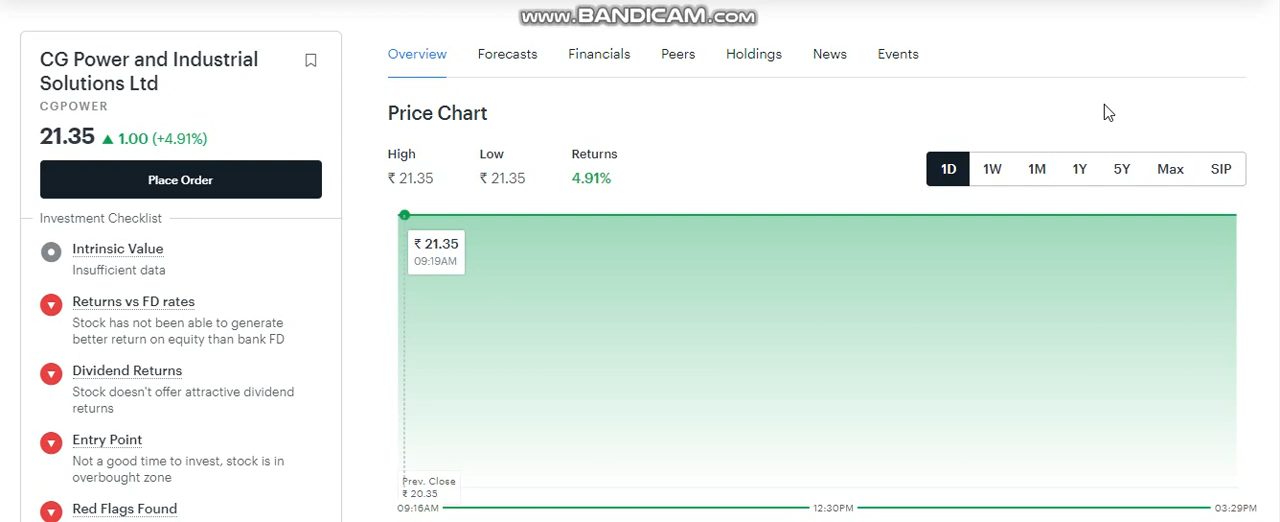 www.BANDICAM.com
CG Power and Industrial
Solutions Ltd
CGPOWER
21.35 ▲ 1.00 (+4.91%)
Place Order
Investment Checklist
Intrinsic Value
Insufficient data
Returns vs FD rates
Stock has not been able to generate
better return on equity than bank FD
Dividend Returns
Stock doesn't offer attractive dividend
returns
Entry Point
Not a good time to invest, stock is in
overbought zone
Red Flags Found
Overview Forecasts Financials Peers Holdings News Events
Price Chart
High Low Returns
₹ 21.35 ₹ 21.35 4.91%
1D 1W 1M 1Y 5Y Max SIP
₹ 21.35
09:19AM
Prev. Close
₹ 20.35
09:16AM 12:30PM 03:29PM